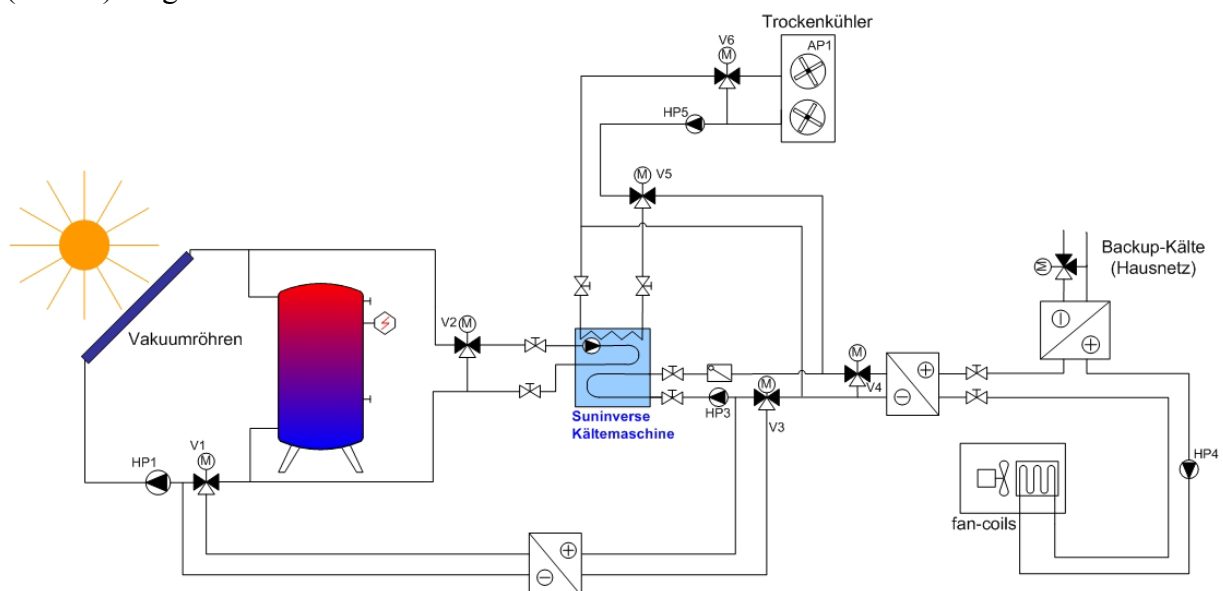 Trockenkühler
V6
M
AP1
HP5
M
V5
Backup-Kälte
(Hausnetz)
M
Vakuumröhren
V2
M
M
V4
Suninverse
Kältemaschine
HP3
M
V3
V1
M
HP1
HP4
fan-coils